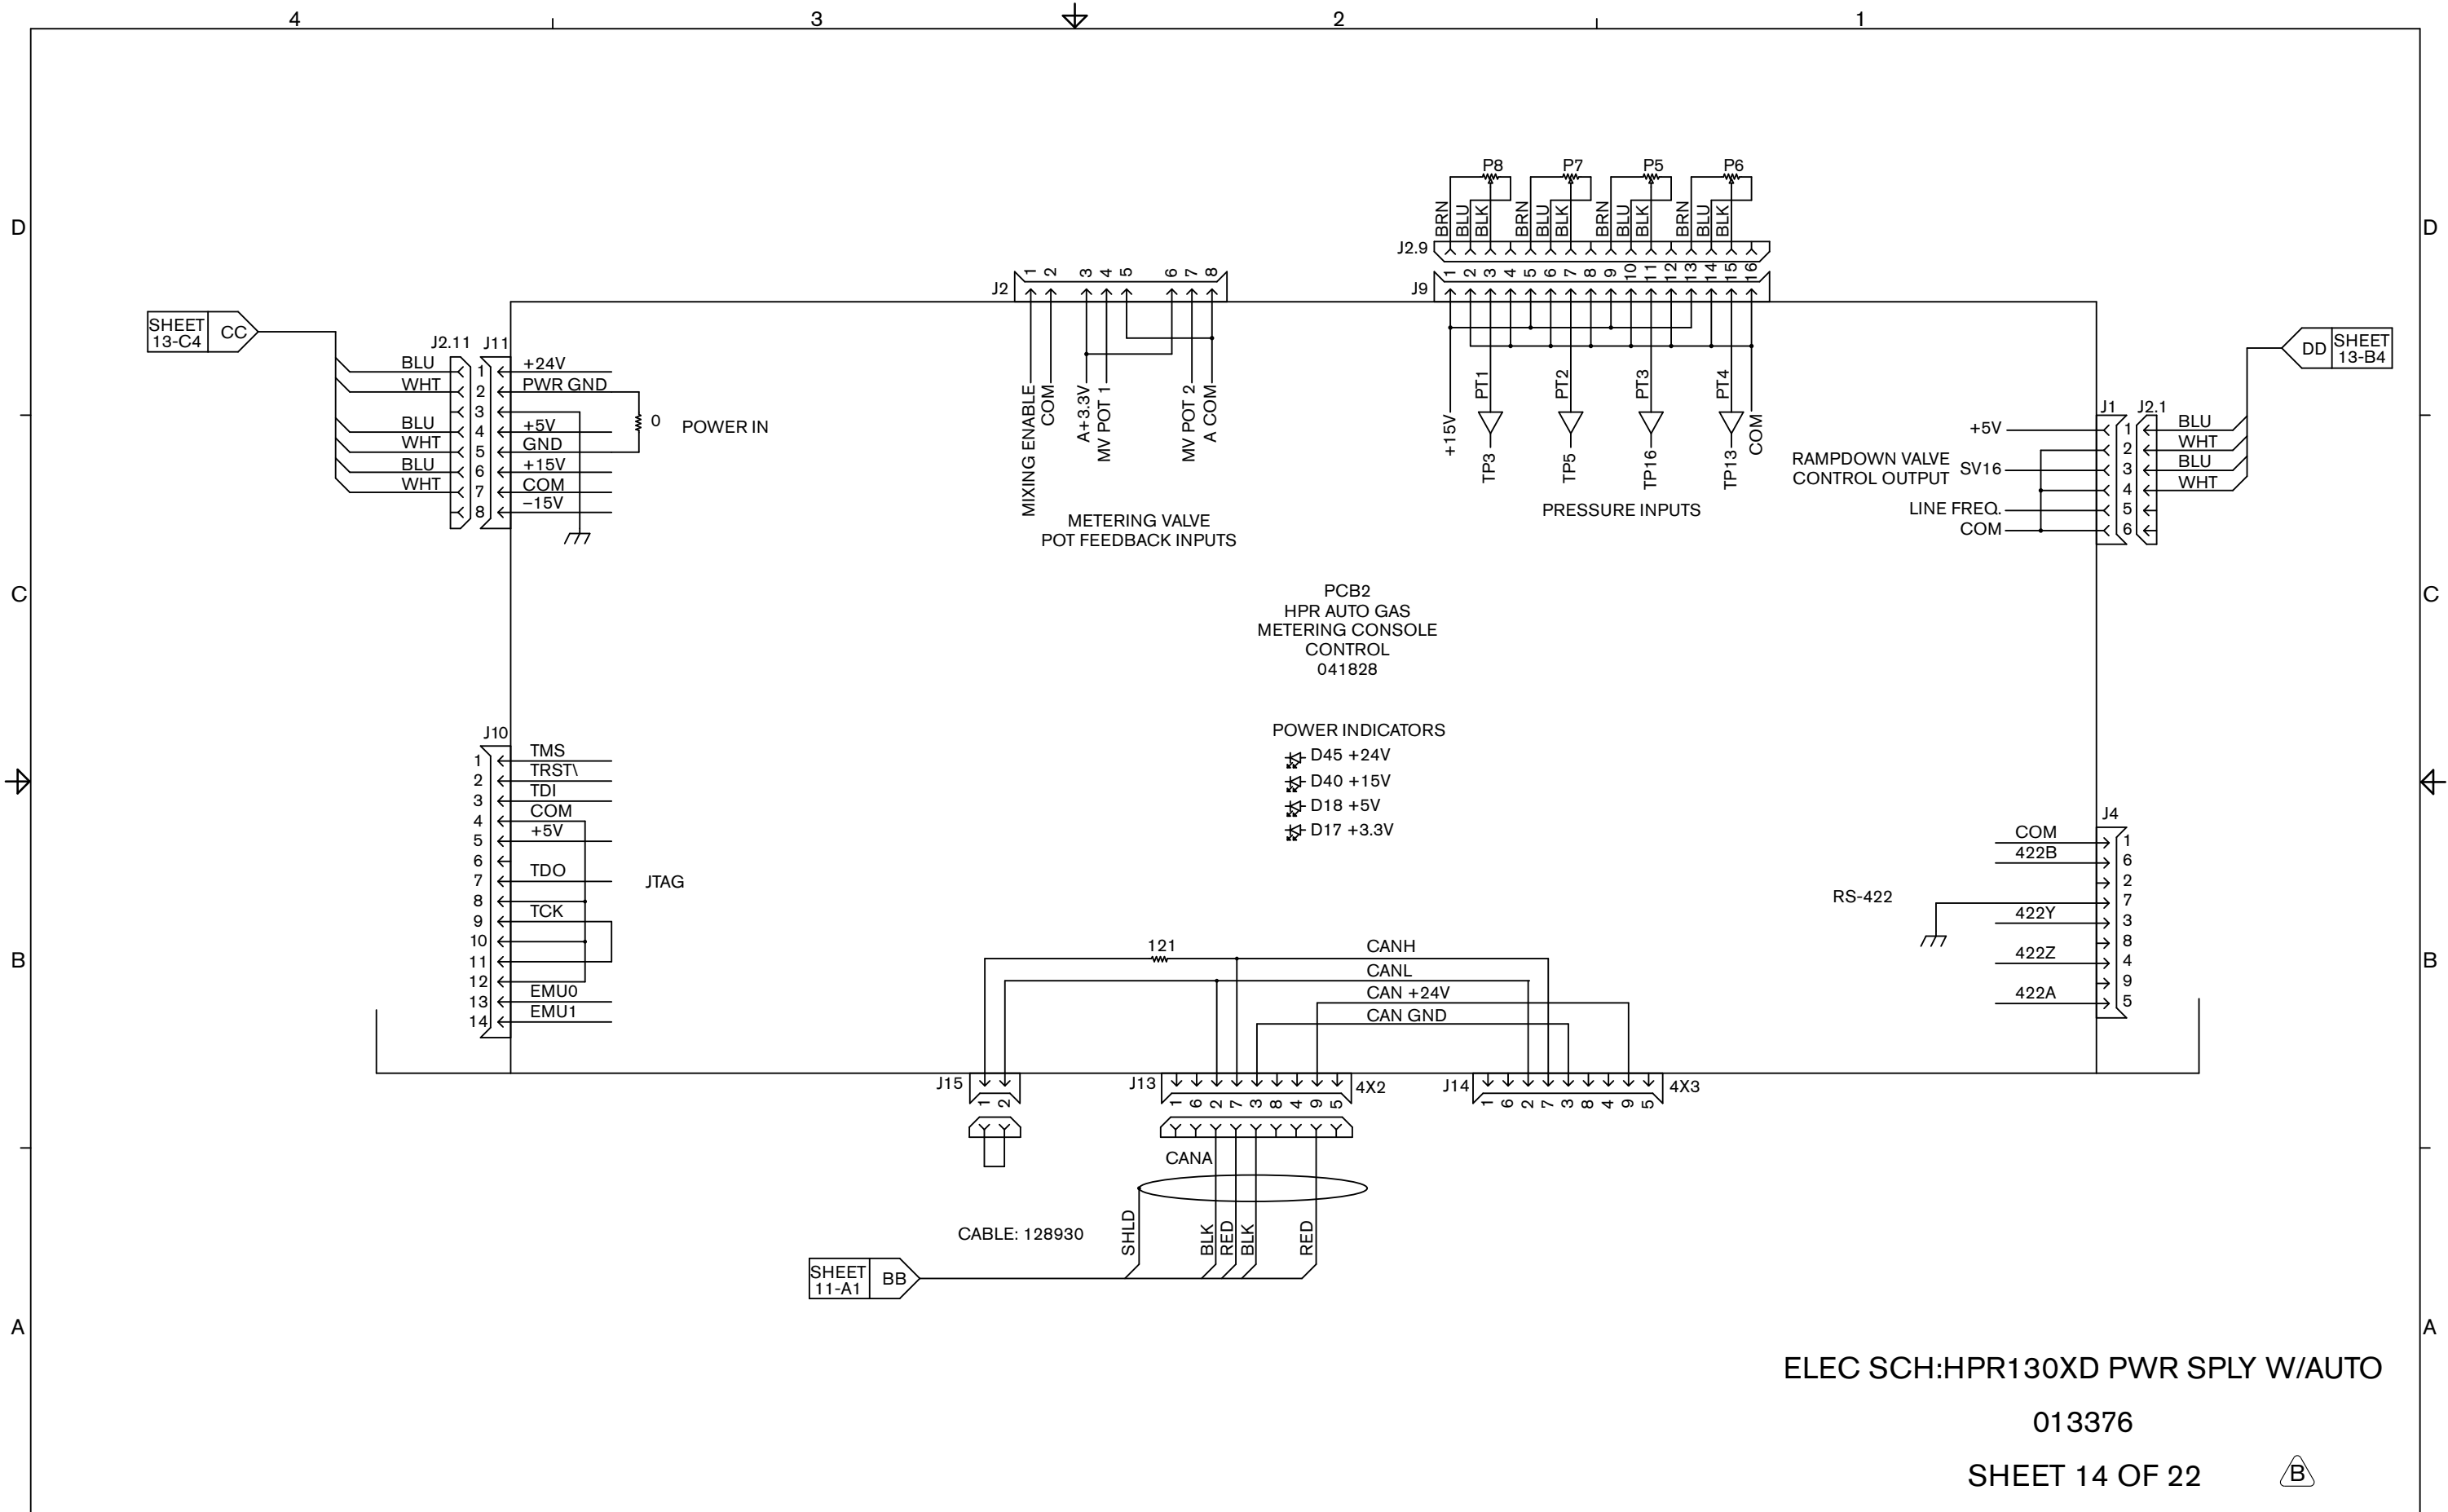 4 3 2 1
D D
C C
B B
A A
P8 P7 P5 P6
BRN BLU BLK BRN BLU BLK BRN BLU BLK BRN BLU BLK
J2.9
1 2 3 4 5 6 7 8 9 10 11 12 13 14 15 16
J9
+15V
PT1 PT2 PT3 PT4
TP3 TP5 TP16 TP13
COM
PRESSURE INPUTS
J2
1 2 3 4 5 6 7 8
MIXING ENABLE
COM
A+3.3V
MV POT 1
MV POT 2
A COM
METERING VALVE
POT FEEDBACK INPUTS
SHEET
13-C4
CC
J2.11 J11
BLU 1 +24V
WHT 2 PWR GND
3
BLU 4 +5V
WHT 5 GND
BLU 6 +15V
WHT 7 COM
8 –15V
0
POWER IN
SHEET
13-B4
DD
J1 J2.1
+5V 1 BLU
2 WHT
SV16 3 BLU
4 WHT
LINE FREQ. 5
COM 6
RAMPDOWN VALVE
CONTROL OUTPUT
PCB2
HPR AUTO GAS
METERING CONSOLE
CONTROL
041828
POWER INDICATORS
D45 +24V
D40 +15V
D18 +5V
D17 +3.3V
J10
1 TMS
2 TRST\
3 TDI
4 COM
5 +5V
6
7 TDO
8
9 TCK
10
11
12
13 EMU0
14 EMU1
JTAG
J4
COM 1
422B 6
2
7
422Y 3
8
422Z 4
9
422A 5
RS-422
121
CANH
CANL
CAN +24V
CAN GND
J15
1 2
J13
1 6 2 7 3 8 4 9 5
4X2
J14
1 6 2 7 3 8 4 9 5
4X3
CANA
CABLE: 128930
SHLD BLK RED BLK RED
SHEET
11-A1
BB
ELEC SCH:HPR130XD PWR SPLY W/AUTO
013376
SHEET 14 OF 22
B